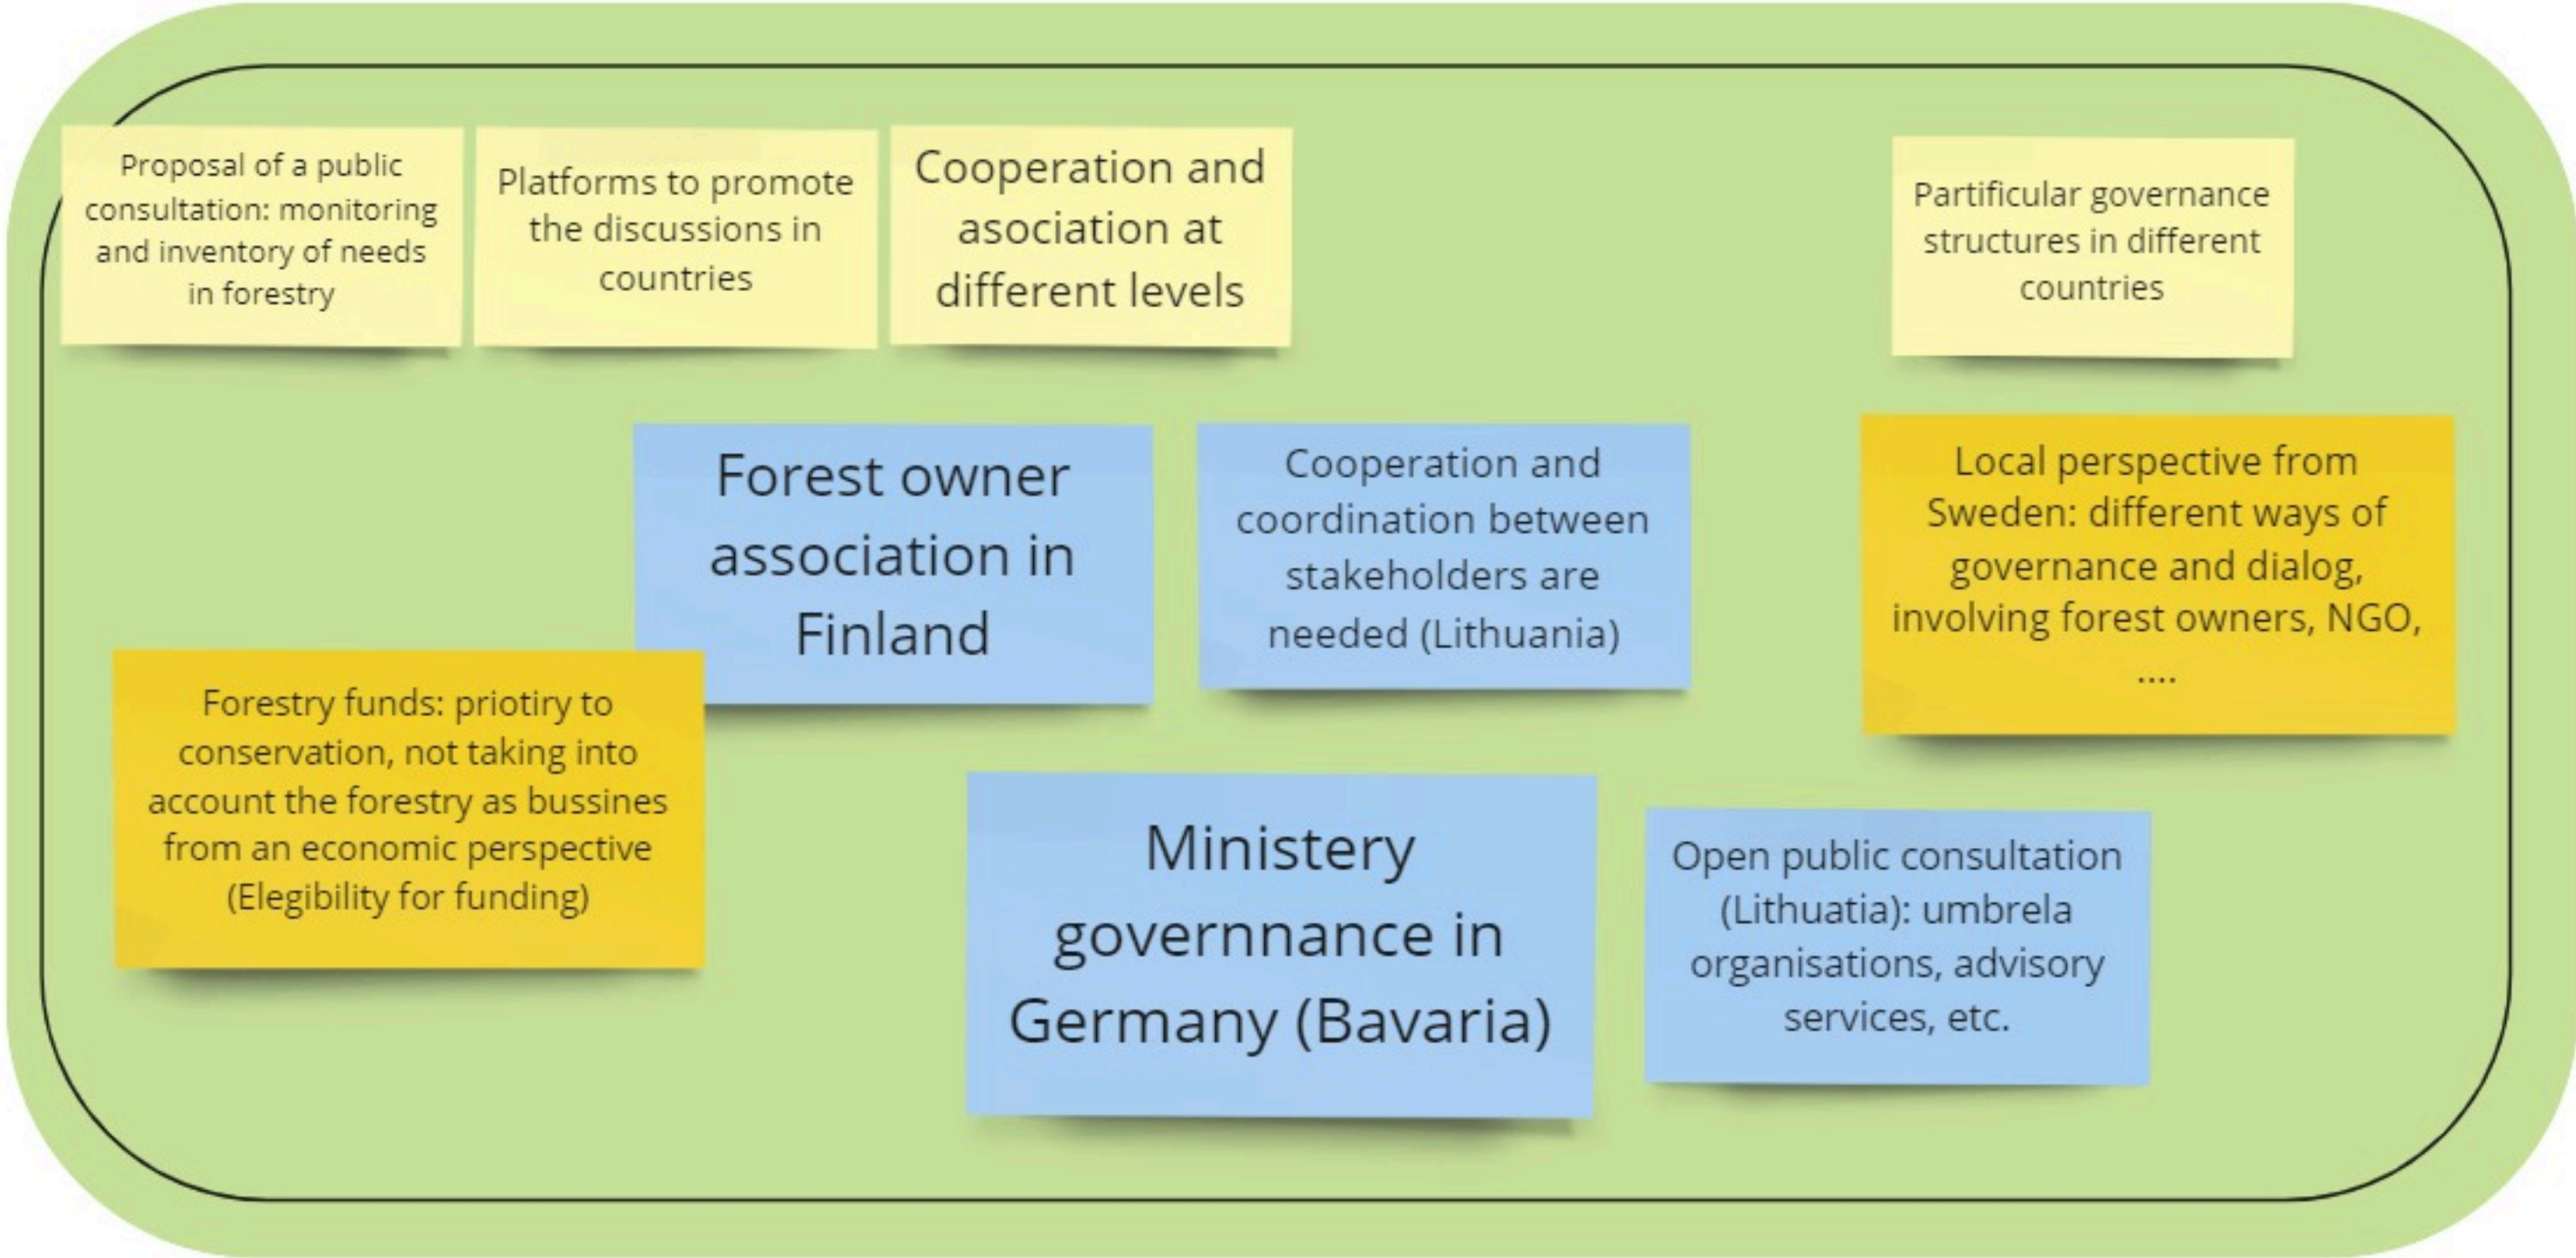 Proposal of a public
consultation: monitoring
and inventory of needs
in forestry
Platforms to promote
the discussions in
countries
Cooperation and
asociation at
different levels
Partificular governance
structures in different
countries
Forest owner
association in
Finland
Cooperation and
coordination between
stakeholders are
needed (Lithuania)
Local perspective from
Sweden: different ways of
governance and dialog,
involving forest owners, NGO,
....
Forestry funds: priotiry to
conservation, not taking into
account the forestry as bussines
from an economic perspective
(Elegibility for funding)
Ministery
governnance in
Germany (Bavaria)
Open public consultation
(Lithuatia): umbrela
organisations, advisory
services, etc.